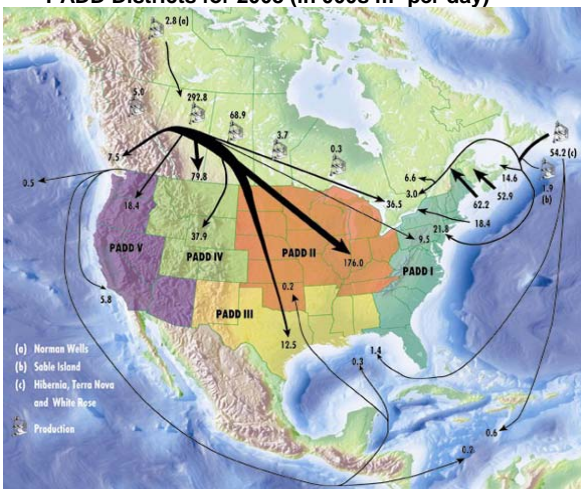 PADD Districts for 2008 (in 000s m³ per day)
2.8 (a)
5.0
292.8
68.9
3.7
0.3
54.2 (c)
7.5
79.8
6.6
3.0
14.6
1.9
(b)
0.5
18.4
36.5
62.2
52.9
18.4
37.9
21.8
9.5
PADD V
PADD IV
PADD II
PADD I
176.0
0.2
5.8
PADD III
12.5
1.4
0.3
(a) Norman Wells
(b) Sable Island
(c) Hibernia, Terra Nova
and White Rose
Production
0.6
0.2